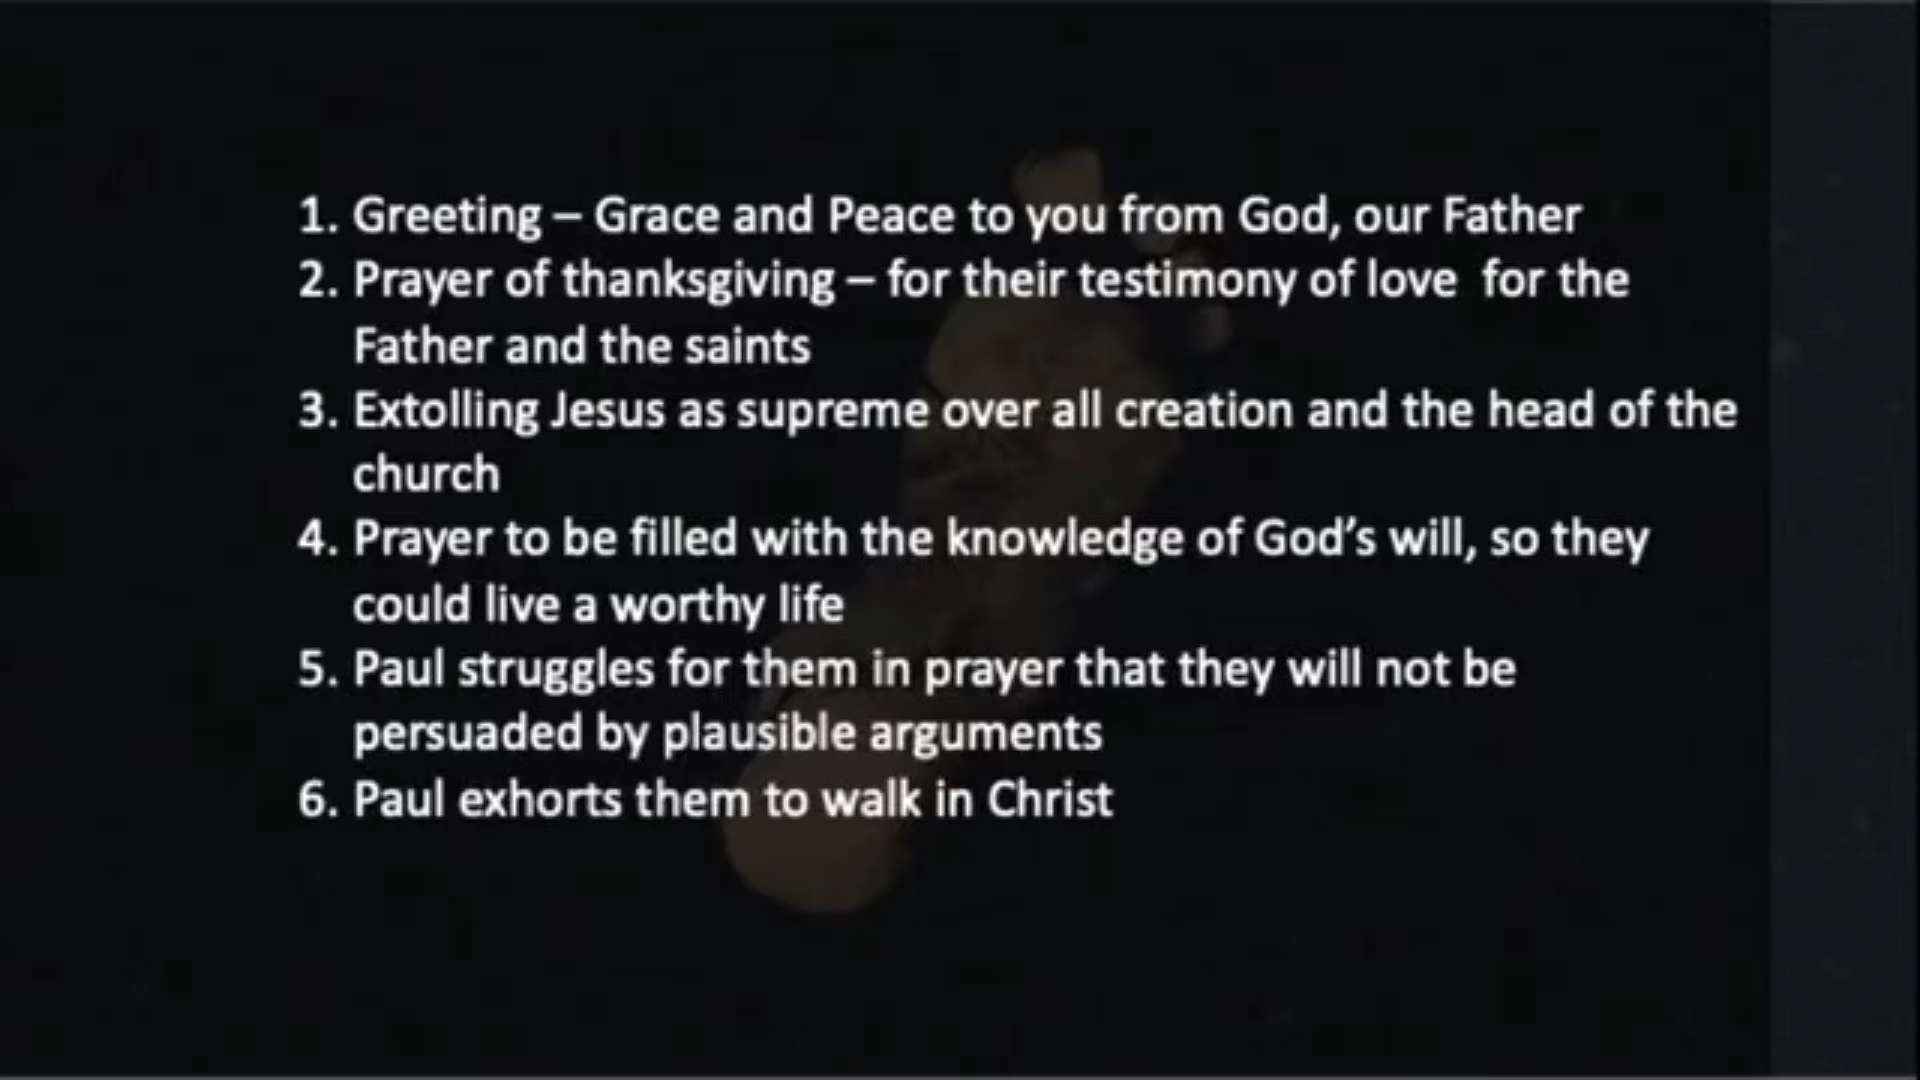 1. Greeting – Grace and Peace to you from God, our Father
2. Prayer of thanksgiving – for their testimony of love  for the
Father and the saints
3. Extolling Jesus as supreme over all creation and the head of the
church
4. Prayer to be filled with the knowledge of God’s will, so they
could live a worthy life
5. Paul struggles for them in prayer that they will not be
persuaded by plausible arguments
6. Paul exhorts them to walk in Christ